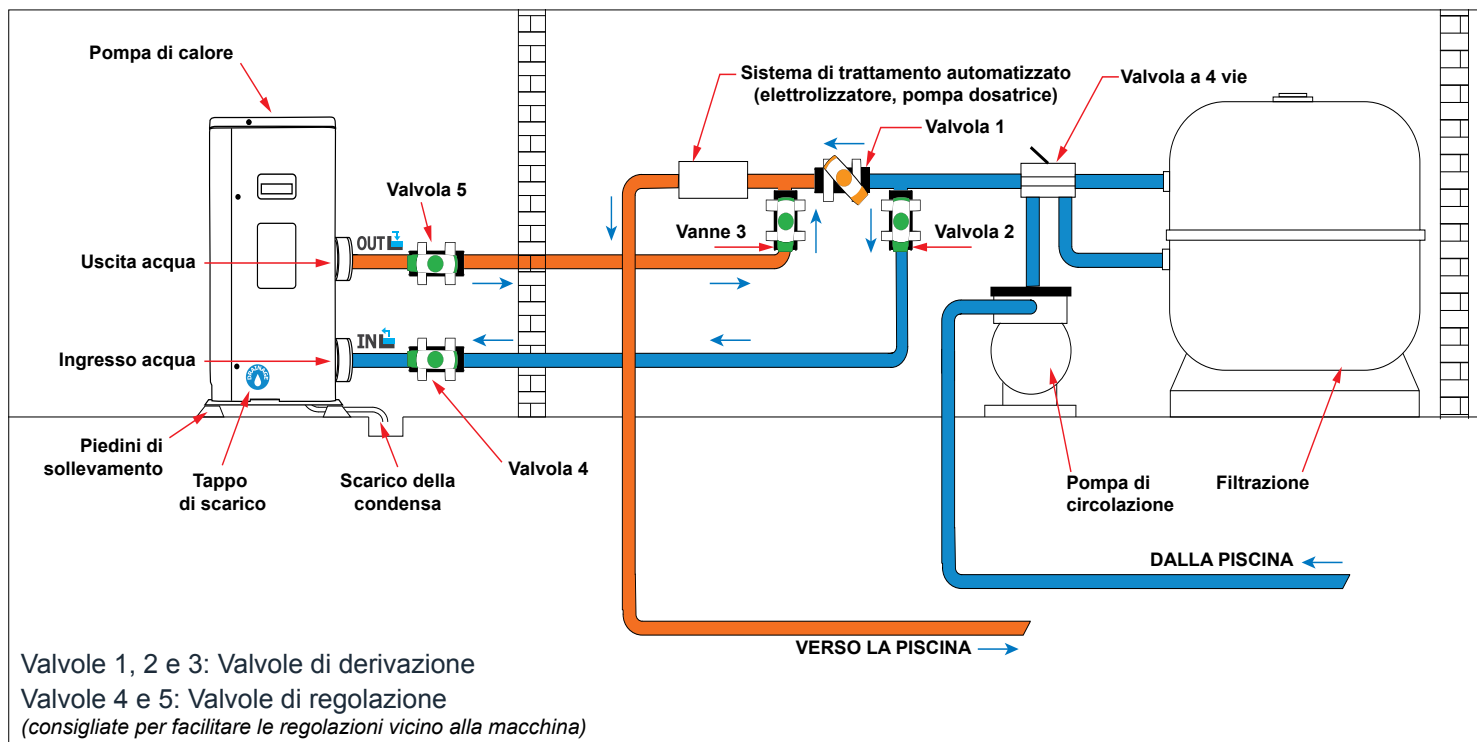 Pompa di calore
Sistema di trattamento automatizzato
(elettrolizzatore, pompa dosatrice)
Valvola a 4 vie
Valvola 1
Valvola 5
Vanne 3
Valvola 2
OUT
Uscita acqua
IN
Ingresso acqua
Piedini di
sollevamento
Tappo
di scarico
Scarico della
condensa
Valvola 4
Pompa di
circolazione
Filtrazione
DALLA PISCINA
VERSO LA PISCINA
Valvole 1, 2 e 3: Valvole di derivazione
Valvole 4 e 5: Valvole di regolazione
(consigliate per facilitare le regolazioni vicino alla macchina)